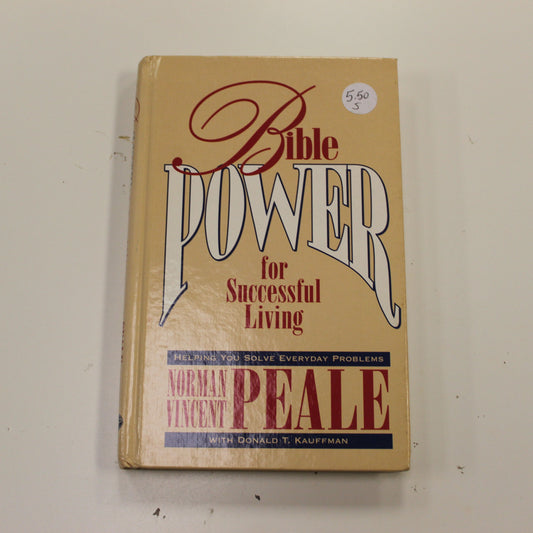 5.50
S
Bible
POWER
for
Successful
Living
HELPING YOU SOLVE EVERYDAY PROBLEMS
NORMAN
VINCENT
PEALE
WITH DONALD T. KAUFFMAN